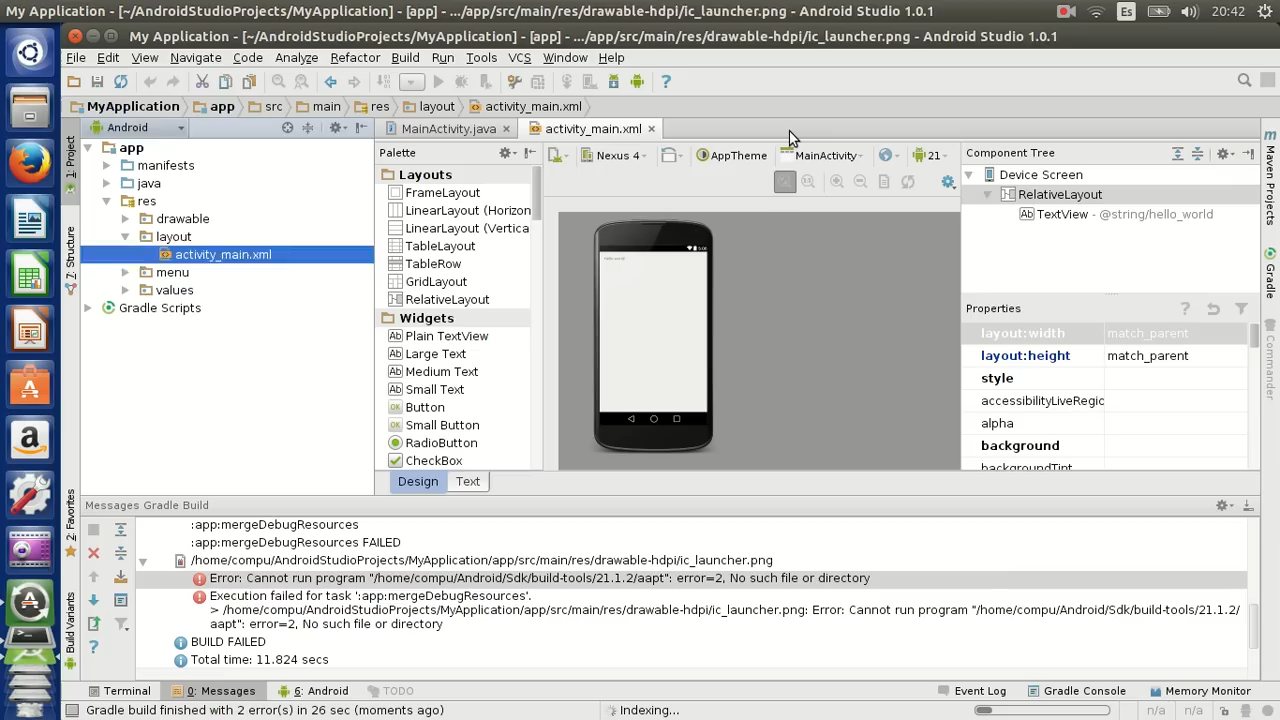 My Application - [~/AndroidStudioProjects/MyApplication] - [app] - .../app/src/main/res/drawable-hdpi/ic_launcher.png - Android Studio 1.0.1
Es
20:42
My Application - [~/AndroidStudioProjects/MyApplication] - [app] - .../app/src/main/res/drawable-hdpi/ic_launcher.png - Android Studio 1.0.1
File Edit View Navigate Code Analyze Refactor Build Run Tools VCS Window Help
MyApplication app src main res layout activity_main.xml
1: Project
Android
MainActivity.java
activity_main.xml
app
manifests
java
res
drawable
layout
activity_main.xml
menu
values
Gradle Scripts
7: Structure
2: Favorites
Build Variants
Palette
Layouts
FrameLayout
LinearLayout (Horizon
LinearLayout (Vertica
TableLayout
TableRow
GridLayout
RelativeLayout
Widgets
Plain TextView
Large Text
Medium Text
Small Text
Button
Small Button
RadioButton
CheckBox
Design Text
Nexus 4
AppTheme
MainActivity
21
Component Tree
Device Screen
RelativeLayout
Ab TextView - @string/hello_world
Properties
layout:width match_parent
layout:height match_parent
style
accessibilityLiveRegic
alpha
background
backgroundTint
Maven Projects
Gradle
Commander
Messages Gradle Build
:app:mergeDebugResources
:app:mergeDebugResources FAILED
/home/compu/AndroidStudioProjects/MyApplication/app/src/main/res/drawable-hdpi/ic_launcher.png
Error: Cannot run program "/home/compu/Android/Sdk/build-tools/21.1.2/aapt": error=2, No such file or directory
Execution failed for task ':app:mergeDebugResources'.
> /home/compu/AndroidStudioProjects/MyApplication/app/src/main/res/drawable-hdpi/ic_launcher.png: Error: Cannot run program "/home/compu/Android/Sdk/build-tools/21.1.2/
aapt": error=2, No such file or directory
BUILD FAILED
Total time: 11.824 secs
Terminal 0: Messages 6: Android TODO Event Log Gradle Console Memory Monitor
Gradle build finished with 2 error(s) in 26 sec (moments ago) Indexing... n/a n/a